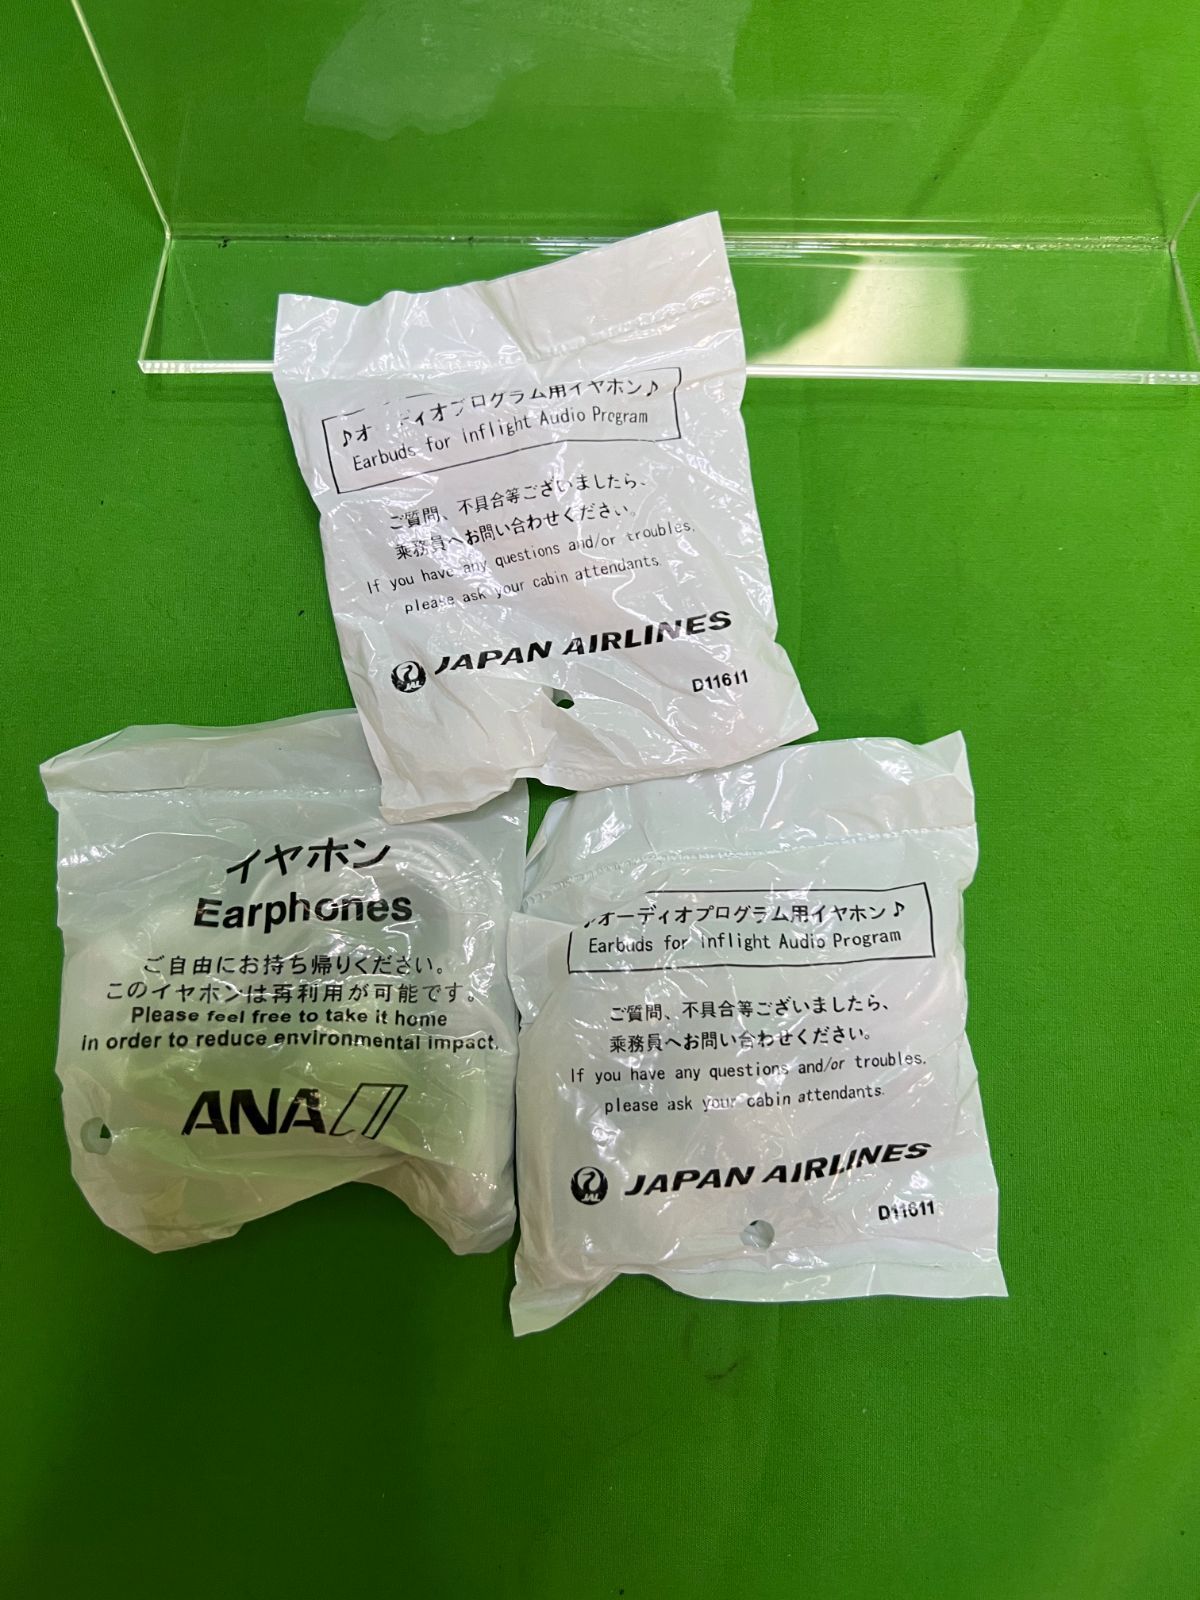 ディオプログラム用イヤホン♪
Earbuds for Inflight Audio Program
ご質問、不具合等ございましたら、
乗務員へお問い合わせください。
If you have any questions and/or troubles,
please ask your cabin attendants.
JAL JAPAN AIRLINES
D11611
イヤホン
Earphones
ご自由にお持ち帰りください。
このイヤホンは再利用が可能です。
Please feel free to take it home
in order to reduce environmental impact.
ANA
♪オーディオプログラム用イヤホン♪
Earbuds for Inflight Audio Program
ご質問、不具合等ございましたら、
乗務員へお問い合わせください。
If you have any questions and/or troubles,
please ask your cabin attendants.
JAL JAPAN AIRLINES
D11611